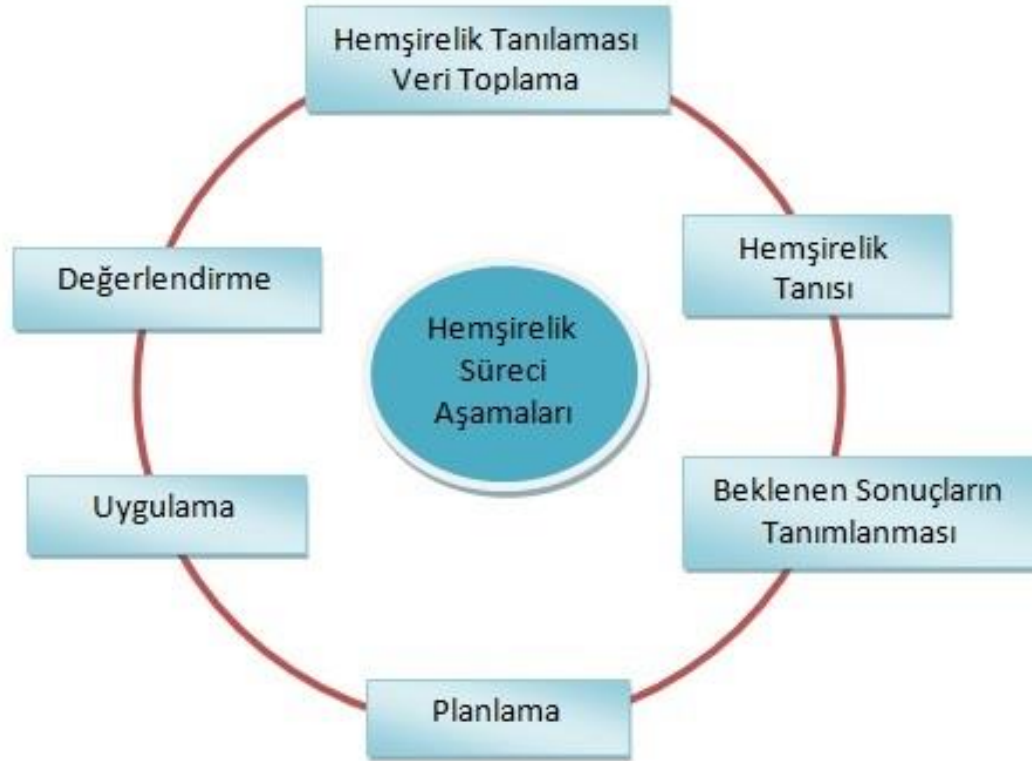 Hemşirelik Tanılaması
Veri Toplama
Hemşirelik
Tanısı
Beklenen Sonuçların
Tanımlanması
Planlama
Uygulama
Değerlendirme
Hemşirelik
Süreci
Aşamaları